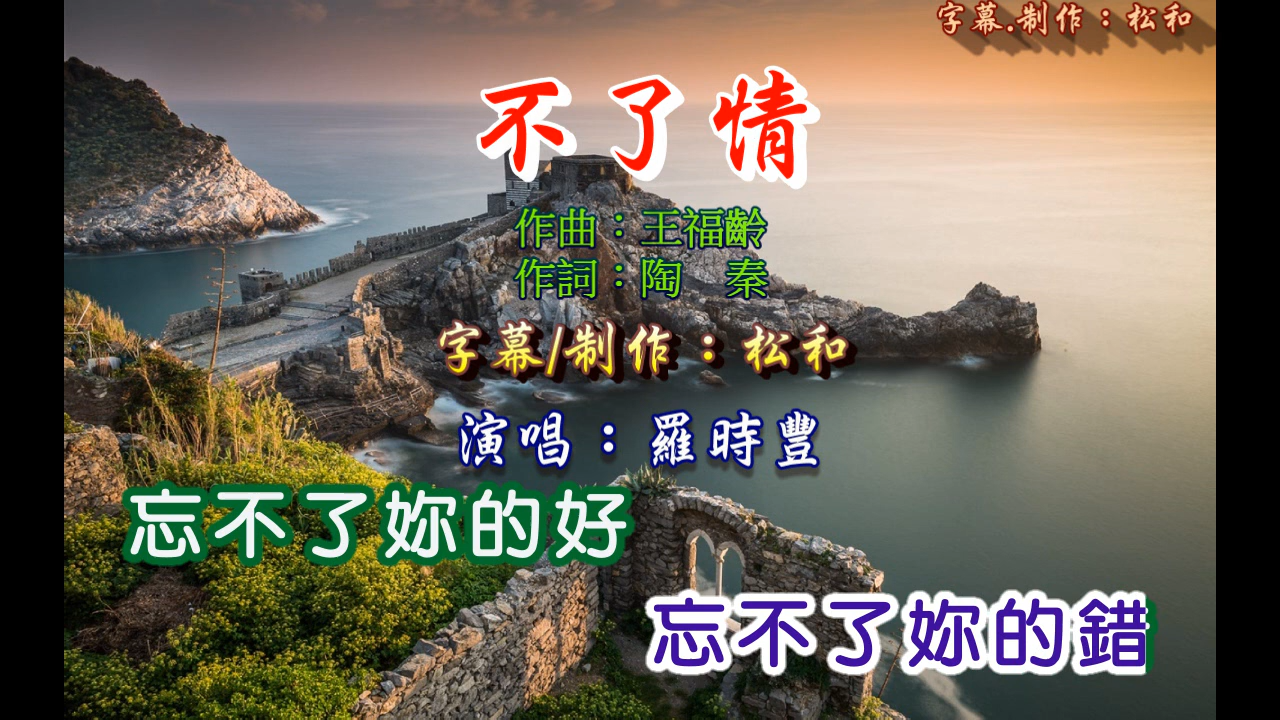 字幕.制作：松和
不了情
作曲：王福齡
作詞：陶　秦
字幕/制作：松和
演唱：羅時豐
忘不了妳的好
忘不了妳的錯